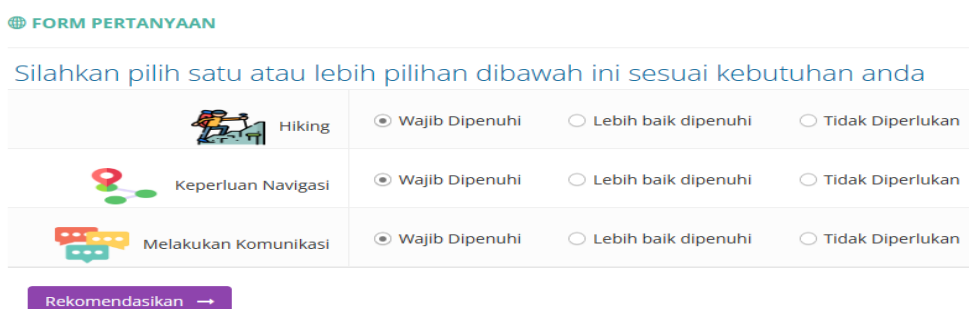 FORM PERTANYAAN
Silahkan pilih satu atau lebih pilihan dibawah ini sesuai kebutuhan anda
Hiking Wajib Dipenuhi Lebih baik dipenuhi Tidak Diperlukan
Keperluan Navigasi Wajib Dipenuhi Lebih baik dipenuhi Tidak Diperlukan
Melakukan Komunikasi Wajib Dipenuhi Lebih baik dipenuhi Tidak Diperlukan
Rekomendasikan →